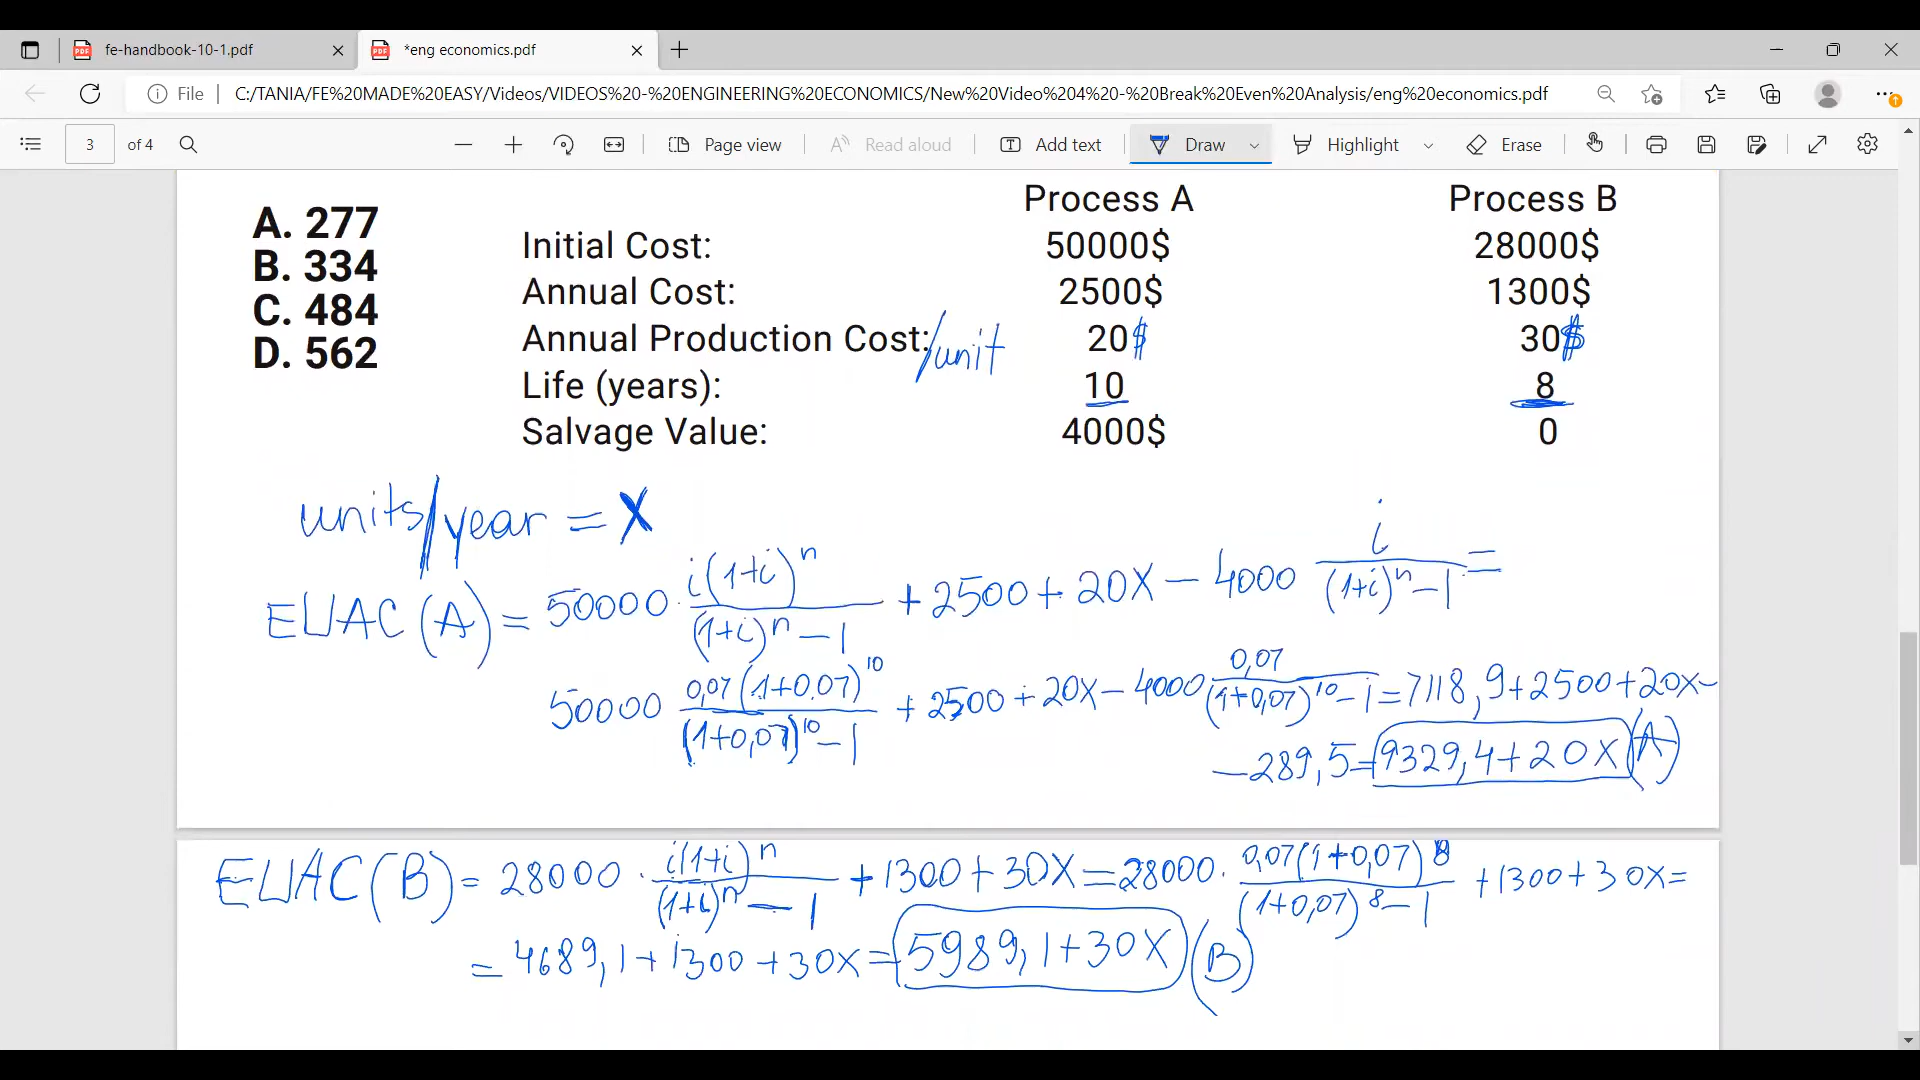 fe-handbook-10-1.pdf
*eng economics.pdf
File
C:/TANIA/FE%20MADE%20EASY/Videos/VIDEOS%20-%20ENGINEERING%20ECONOMICS/New%20Video%204%20-%20Break%20Even%20Analysis/eng%20economics.pdf
3 of 4
Page view
Read aloud
Add text
Draw
Highlight
Erase
A. 277
B. 334
C. 484
D. 562
Process A Process B
Initial Cost: 50000$ 28000$
Annual Cost: 2500$ 1300$
Annual Production Cost:/unit 20$ 30$
Life (years): 10 8
Salvage Value: 4000$ 0
units/year = X
EUAC (A) = 50000 · i(1+i)^n / (1+i)^n − 1 + 2500 + 20X − 4000 i / (1+i)^n − 1 =
50000 0,07(1+0,07)^10 / (1+0,07)^10 − 1 + 2500 + 20X − 4000 0,07 / (1+0,07)^10 − 1 = 7118,9 + 2500 + 20X −
− 289,5 = 9329,4 + 20X (A)
EUAC (B) = 28000 · i(1+i)^n / (1+i)^n − 1 + 1300 + 30X = 28000 · 0,07(1+0,07)^8 / (1+0,07)^8 − 1 + 1300 + 30X =
= 4689,1 + 1300 + 30X = 5989,1 + 30X (B)